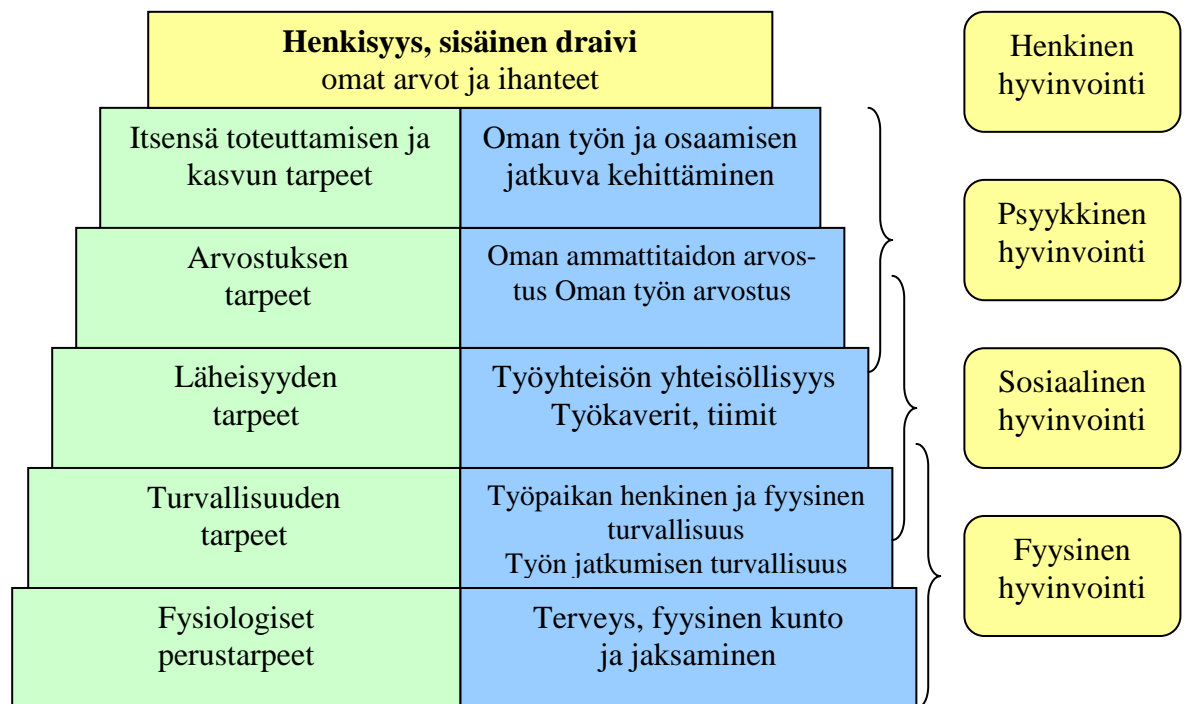 Henkisyys, sisäinen draivi
omat arvot ja ihanteet
Henkinen
hyvinvointi
Itsensä toteuttamisen ja
kasvun tarpeet
Oman työn ja osaamisen
jatkuva kehittäminen
Psyykkinen
hyvinvointi
Arvostuksen
tarpeet
Oman ammattitaidon arvos-
tus Oman työn arvostus
Läheisyyden
tarpeet
Työyhteisön yhteisöllisyys
Työkaverit, tiimit
Sosiaalinen
hyvinvointi
Turvallisuuden
tarpeet
Työpaikan henkinen ja fyysinen
turvallisuus
Työn jatkumisen turvallisuus
Fyysinen
hyvinvointi
Fysiologiset
perustarpeet
Terveys, fyysinen kunto
ja jaksaminen